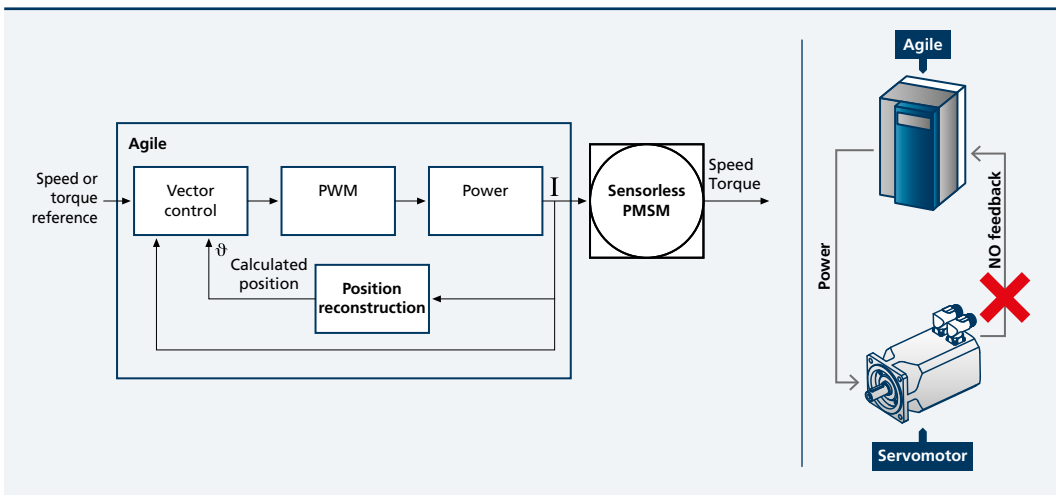 Agile
Speed or
torque
reference
Vector
control
PWM
Power
I
Sensorless
PMSM
Speed
Torque
ϑ
Calculated
position
Position
reconstruction
Agile
Power
NO feedback
Servomotor